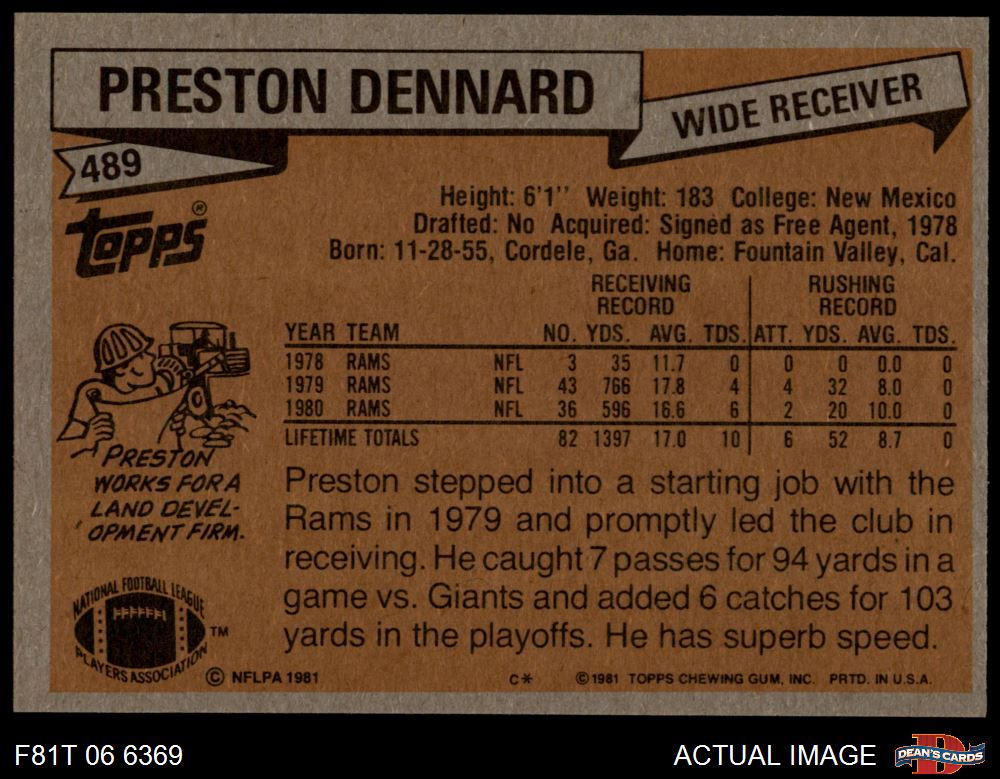 PRESTON DENNARD
WIDE RECEIVER
489
Topps®
Height: 6'1'' Weight: 183 College: New Mexico
Drafted: No Acquired: Signed as Free Agent, 1978
Born: 11-28-55, Cordele, Ga. Home: Fountain Valley, Cal.
RECEIVING RECORD RUSHING RECORD
YEAR TEAM NO. YDS. AVG. TDS. ATT. YDS. AVG. TDS.
1978 RAMS NFL 3 35 11.7 0 0 0 0.0 0
1979 RAMS NFL 43 766 17.8 4 4 32 8.0 0
1980 RAMS NFL 36 596 16.6 6 2 20 10.0 0
LIFETIME TOTALS 82 1397 17.0 10 6 52 8.7 0
PRESTON
WORKS FOR A
LAND DEVEL-
OPMENT FIRM.
Preston stepped into a starting job with the
Rams in 1979 and promptly led the club in
receiving. He caught 7 passes for 94 yards in a
game vs. Giants and added 6 catches for 103
yards in the playoffs. He has superb speed.
NATIONAL FOOTBALL LEAGUE
PLAYERS ASSOCIATION
TM
© NFLPA 1981
C*
© 1981 TOPPS CHEWING GUM, INC. PRTD. IN U.S.A.
F81T 06 6369
ACTUAL IMAGE
D
DEAN'S CARDS